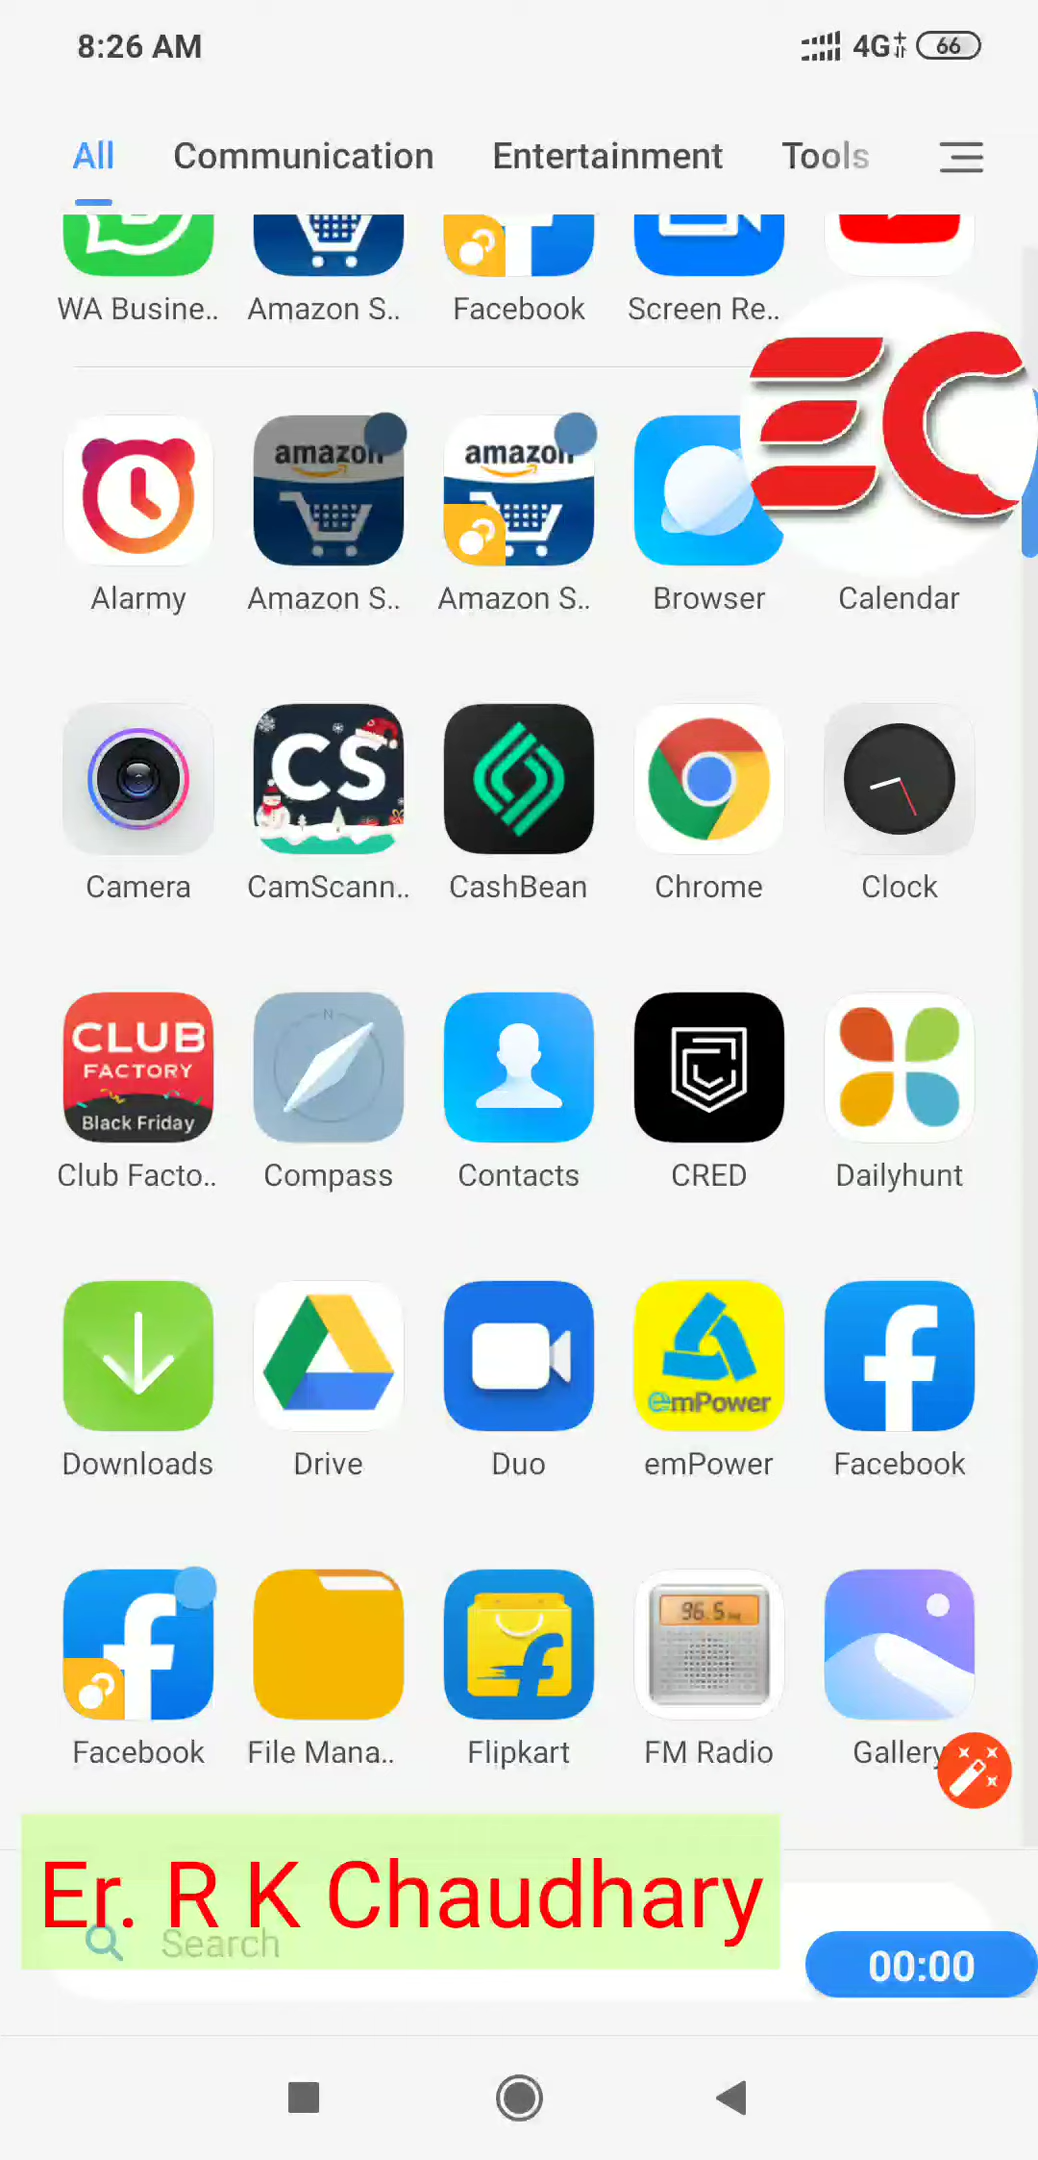 8:26 AM 4G+ 66
All Communication Entertainment Tools
WA Busine.. Amazon S.. Facebook Screen Re..
EC
amazon amazon
Alarmy Amazon S.. Amazon S.. Browser Calendar
CS
Camera CamScann.. CashBean Chrome Clock
CLUB
FACTORY
Black Friday
N
Club Facto.. Compass Contacts CRED Dailyhunt
emPower
Downloads Drive Duo emPower Facebook
96.5
Facebook File Mana.. Flipkart FM Radio Gallery
Er. R K Chaudhary
Search
00:00